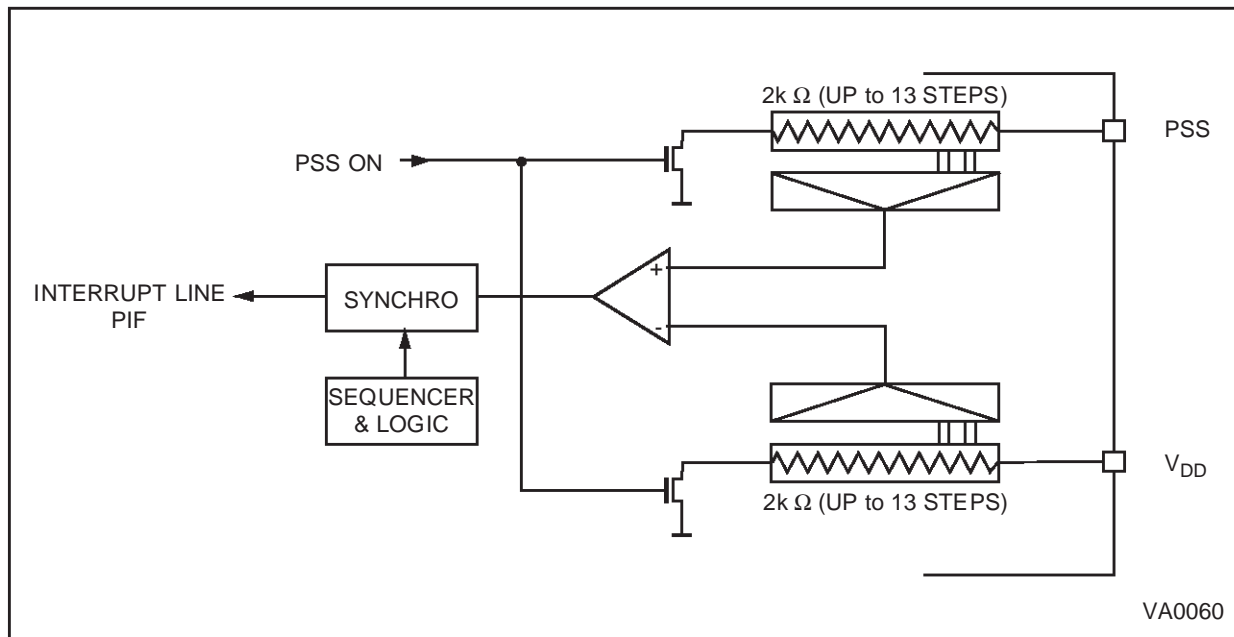 2k Ω (UP to 13 STEPS)
PSS
PSS ON
+
INTERRUPT LINE
PIF
SYNCHRO
-
SEQUENCER
& LOGIC
VDD
2k Ω (UP to 13 STEPS)
VA0060